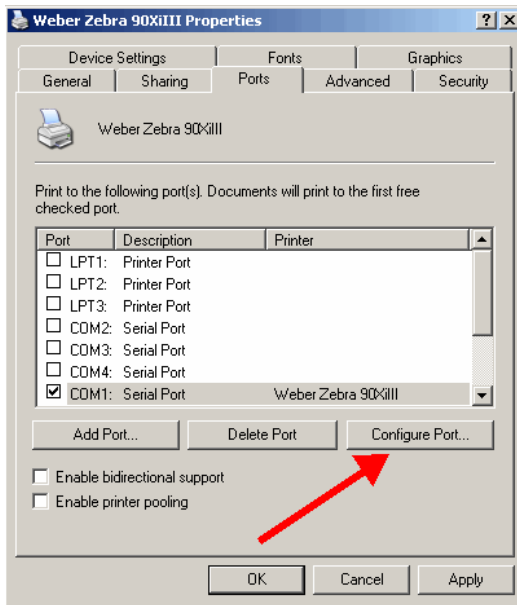 Weber Zebra 90XiIII Properties
Device Settings Fonts Graphics
General Sharing Ports Advanced Security
Weber Zebra 90XiIII
Print to the following port(s). Documents will print to the first free
checked port.
Port Description Printer
LPT1: Printer Port
LPT2: Printer Port
LPT3: Printer Port
COM2: Serial Port
COM3: Serial Port
COM4: Serial Port
COM1: Serial Port Weber Zebra 90XiIII
Add Port... Delete Port Configure Port...
Enable bidirectional support
Enable printer pooling
OK Cancel Apply